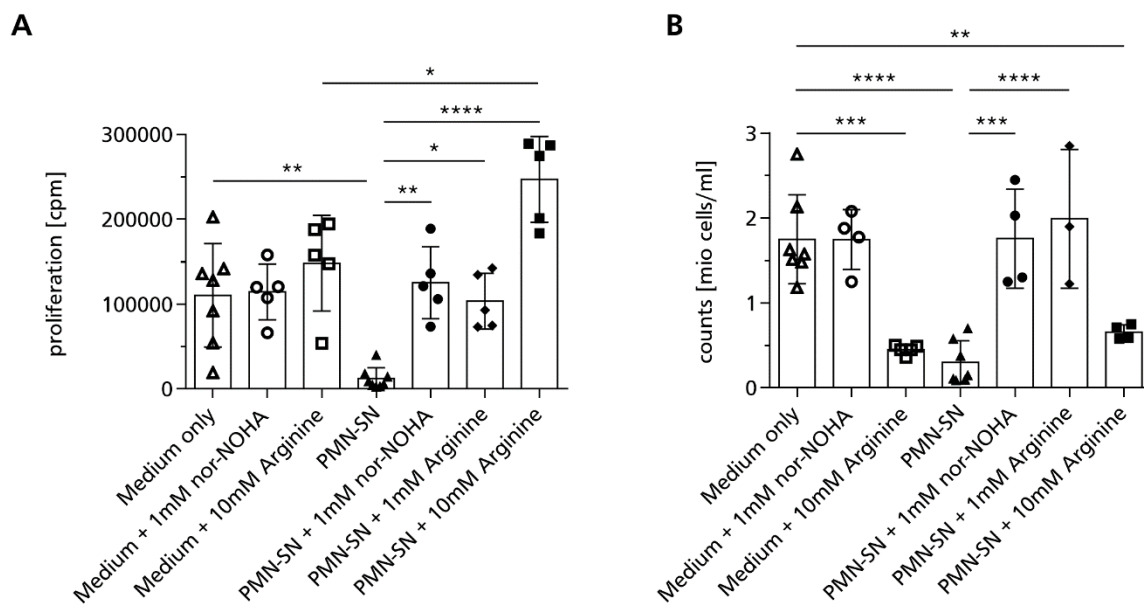 A
*
****
*
**
**
300000
200000
100000
0
proliferation [cpm]
Medium only
Medium + 1mM nor-NOHA
Medium + 10mM Arginine
PMN-SN
PMN-SN + 1mM nor-NOHA
PMN-SN + 1mM Arginine
PMN-SN + 10mM Arginine
B
**
****
****
***
***
3
2
1
0
counts [mio cells/ml]
Medium only
Medium + 1mM nor-NOHA
Medium + 10mM Arginine
PMN-SN
PMN-SN + 1mM nor-NOHA
PMN-SN + 1mM Arginine
PMN-SN + 10mM Arginine